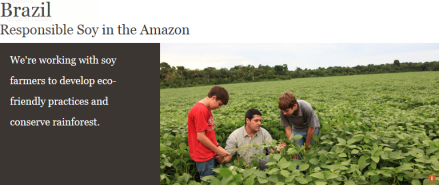 Brazil
Responsible Soy in the Amazon
We're working with soy
farmers to develop eco-
friendly practices and
conserve rainforest.